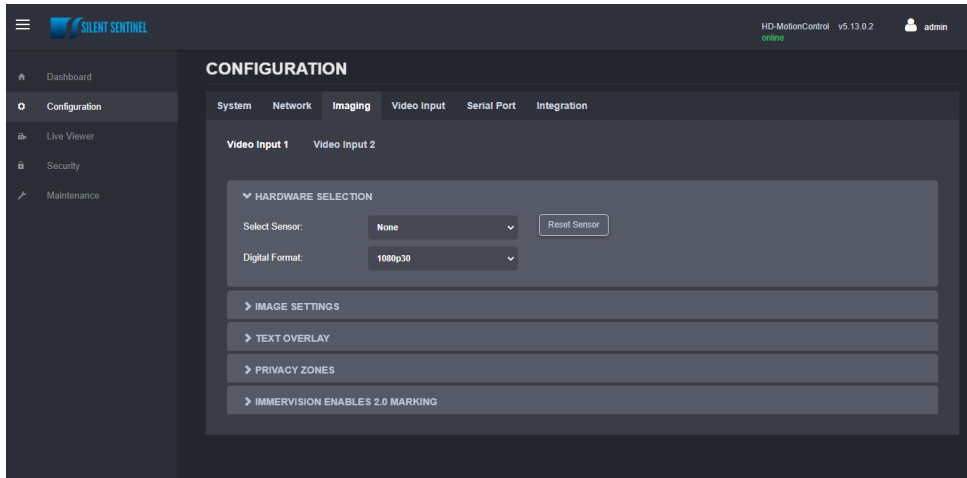 SILENT SENTINEL
HD-MotionControl v5.13.0.2
online
admin
Dashboard
Configuration
Live Viewer
Security
Maintenance
CONFIGURATION
System Network Imaging Video Input Serial Port Integration
Video Input 1 Video Input 2
HARDWARE SELECTION
Select Sensor: None Reset Sensor
Digital Format: 1080p30
IMAGE SETTINGS
TEXT OVERLAY
PRIVACY ZONES
IMMERVISION ENABLES 2.0 MARKING